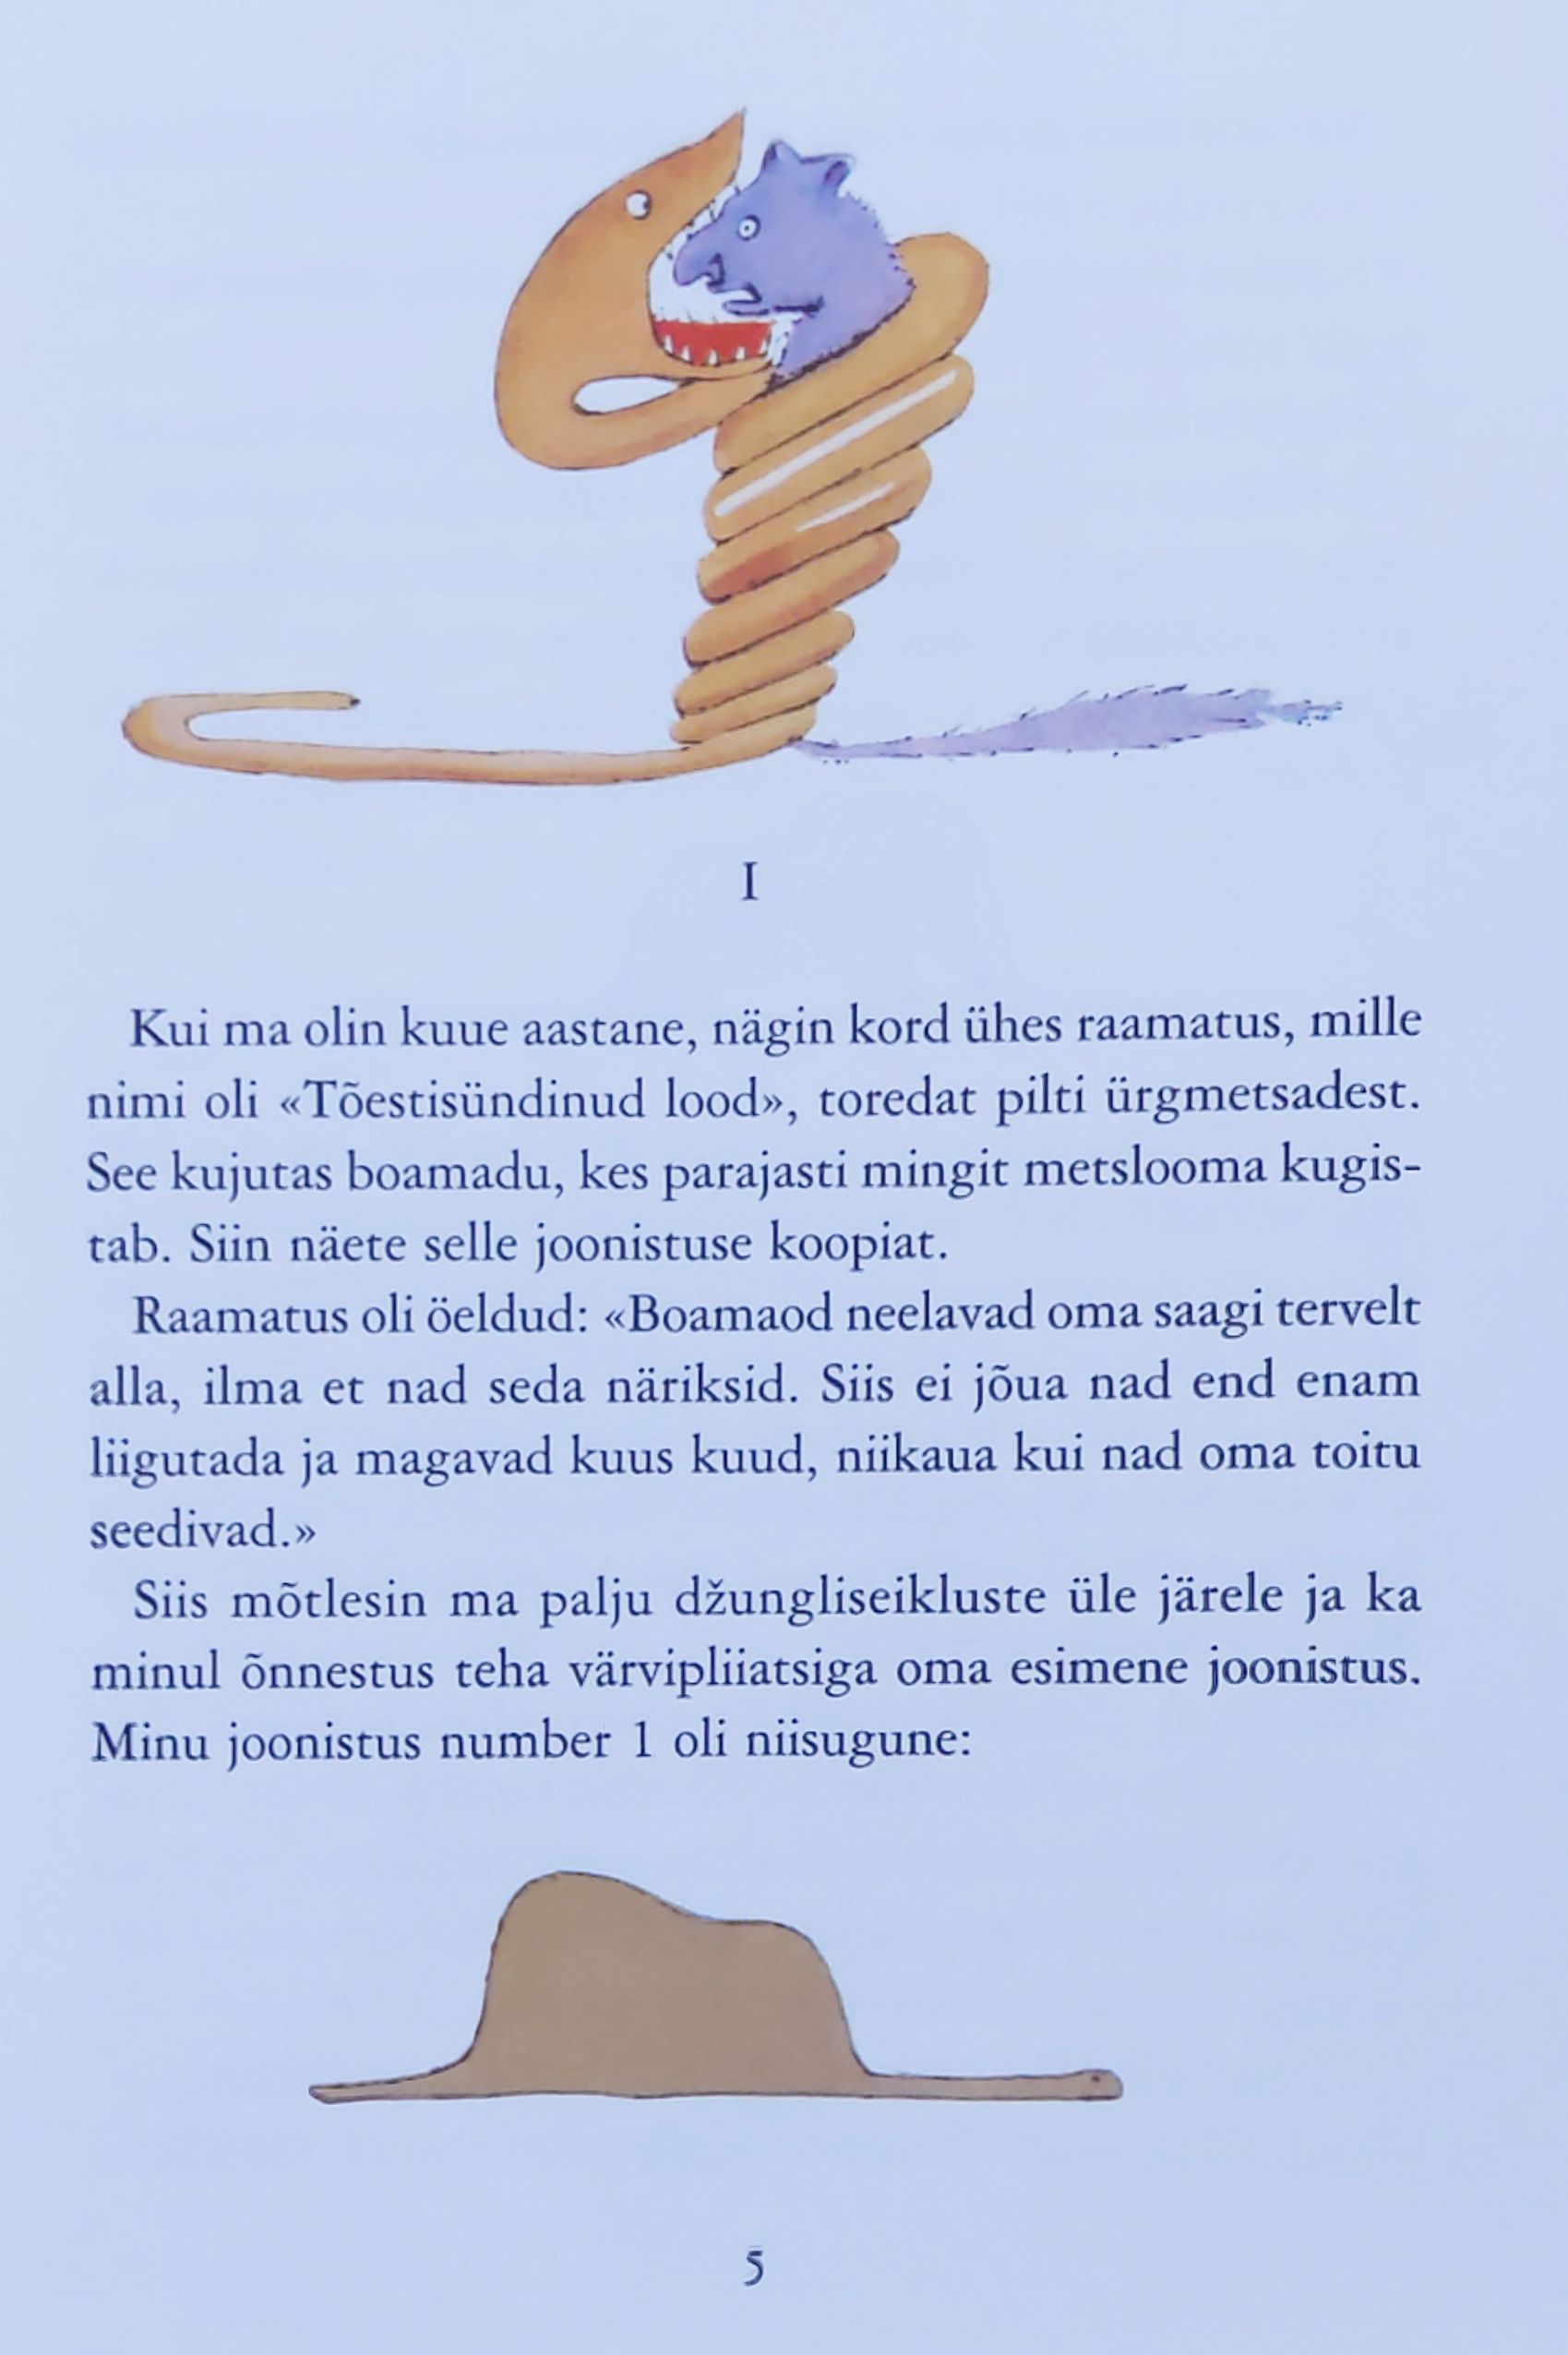 I
Kui ma olin kuue aastane, nägin kord ühes raamatus, mille
nimi oli «Tõestisündinud lood», toredat pilti ürgmetsadest.
See kujutas boamadu, kes parajasti mingit metslooma kugis-
tab. Siin näete selle joonistuse koopiat.
Raamatus oli öeldud: «Boamaod neelavad oma saagi tervelt
alla, ilma et nad seda näriksid. Siis ei jõua nad end enam
liigutada ja magavad kuus kuud, niikaua kui nad oma toitu
seedivad.»
Siis mõtlesin ma palju džungliseikluste üle järele ja ka
minul õnnestus teha värvipliiatsiga oma esimene joonistus.
Minu joonistus number 1 oli niisugune:
5